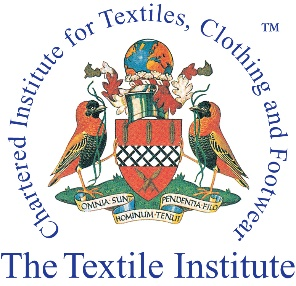 Chartered Institute for Textiles, Clothing and Footwear
TM
OMNIA·SUNT
HOMINUM·TENUI
PENDENTIA·FILO
The Textile Institute